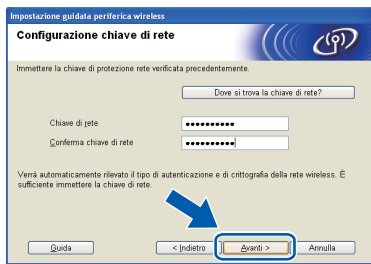 Impostazione guidata periferica wireless
Configurazione chiave di rete
Immettere la chiave di protezione rete verificata precedentemente.
Dove si trova la chiave di rete?
Chiave di rete
●●●●●●●●●●
Conferma chiave di rete
●●●●●●●●●●
Verrà automaticamente rilevato il tipo di autenticazione e di crittografia della rete wireless. È
sufficiente immettere la chiave di rete.
Guida
< Indietro
Avanti >
Annulla